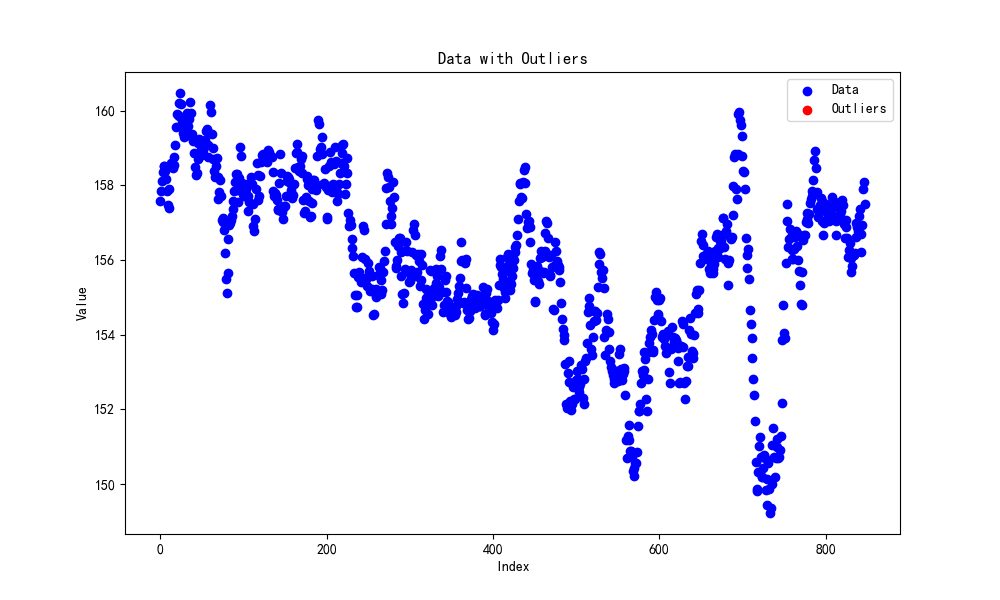 Data with Outliers
Data
Outliers
160
158
156
154
152
150
Value
0 200 400 600 800
Index